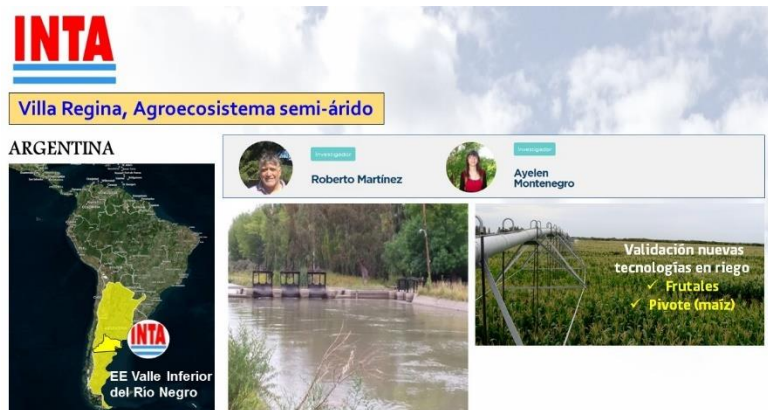 INTA
Villa Regina, Agroecosistema semi-árido
ARGENTINA
Investigador
Roberto Martínez
Investigador
Ayelen
Montenegro
INTA
EE Valle Inferior
del Río Negro
Validación nuevas
tecnologías en riego
✓ Frutales
✓ Pivote (maíz)